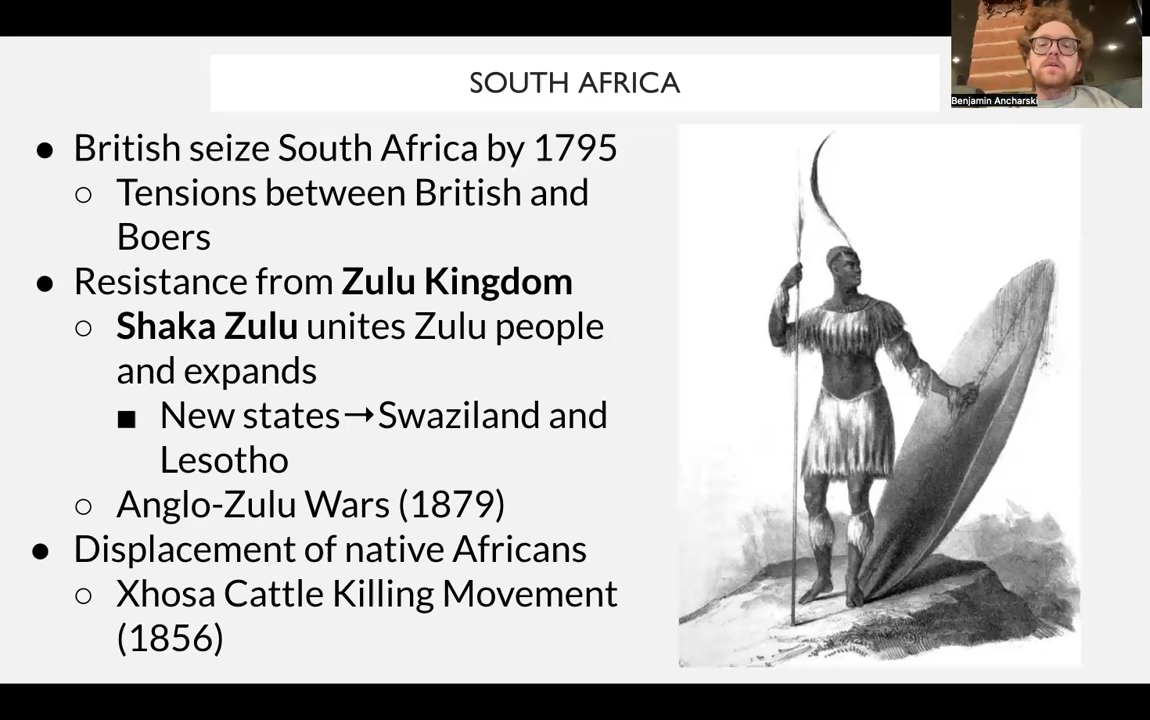 SOUTH AFRICA
Benjamin Ancharski
● British seize South Africa by 1795
○ Tensions between British and
Boers
● Resistance from Zulu Kingdom
○ Shaka Zulu unites Zulu people
and expands
■ New states→Swaziland and
Lesotho
○ Anglo-Zulu Wars (1879)
● Displacement of native Africans
○ Xhosa Cattle Killing Movement
(1856)